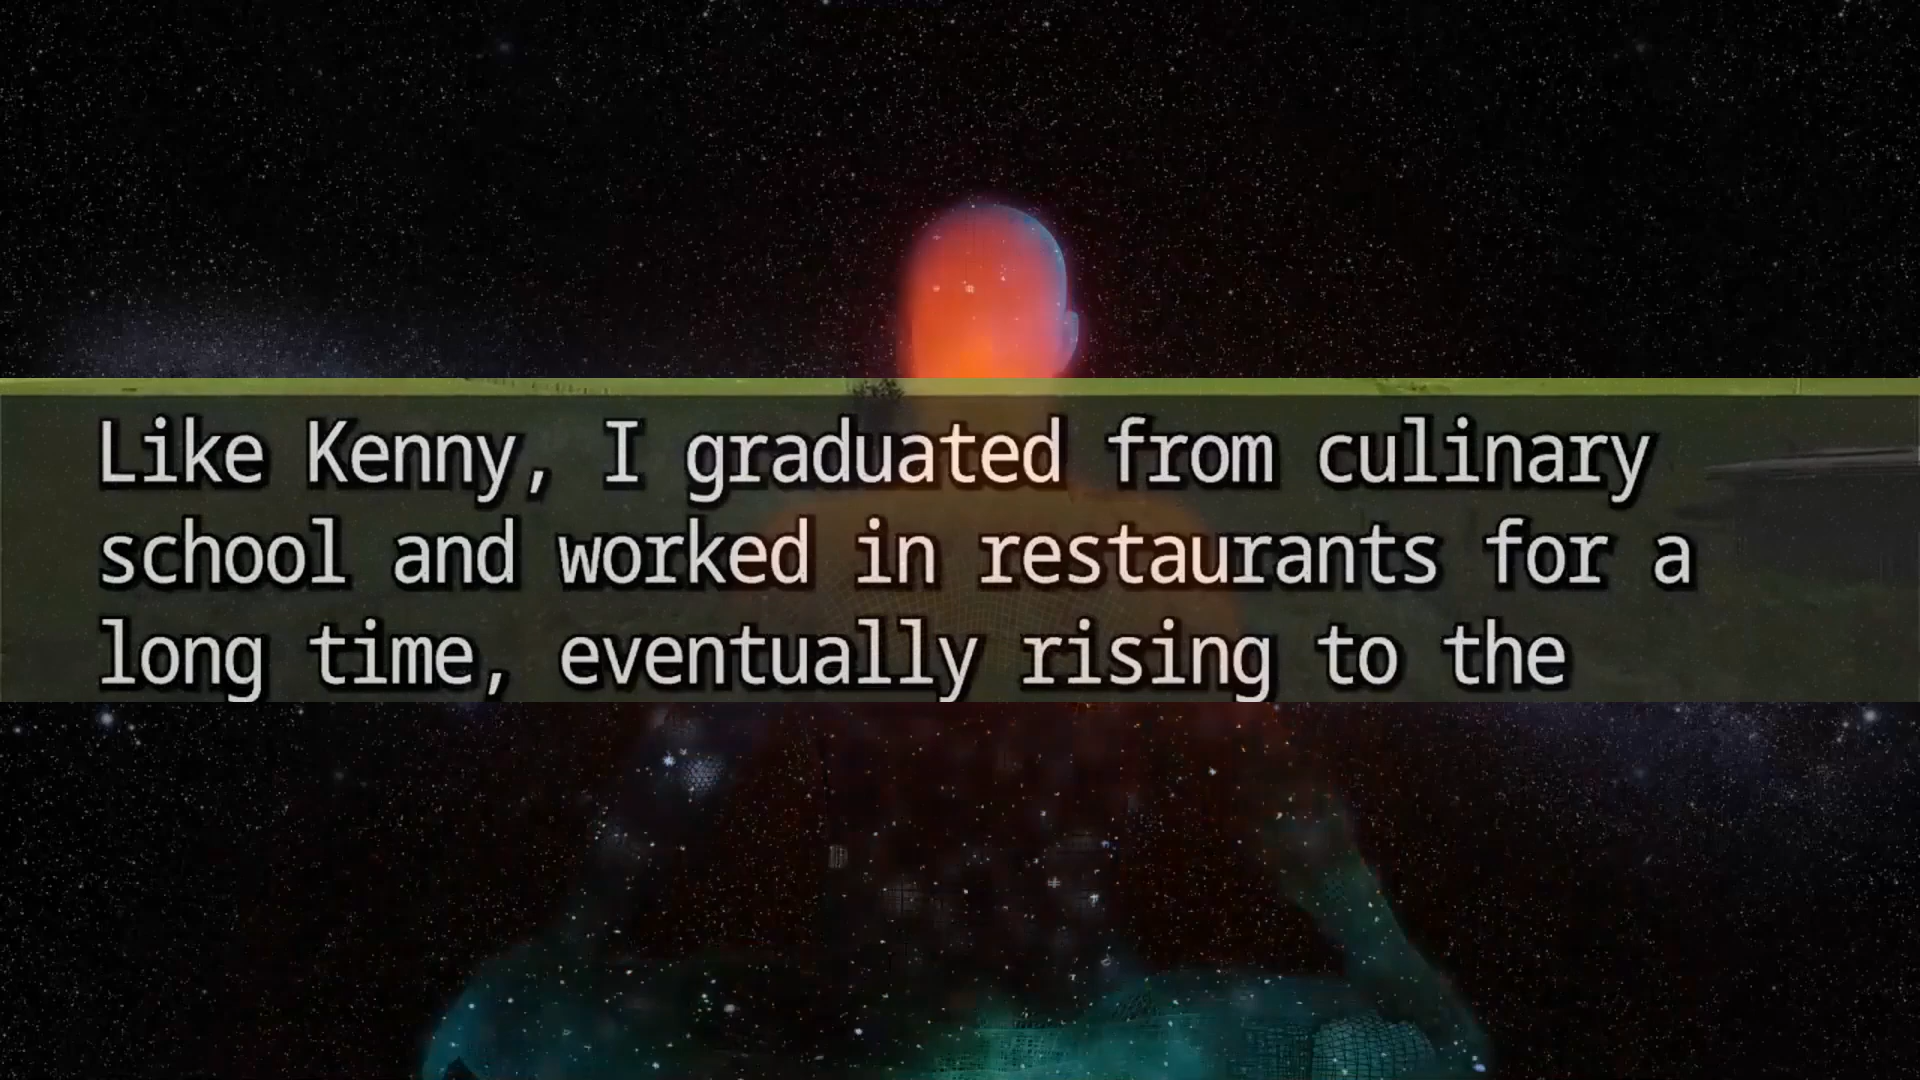 Like Kenny, I graduated from culinary
school and worked in restaurants for a
long time, eventually rising to the